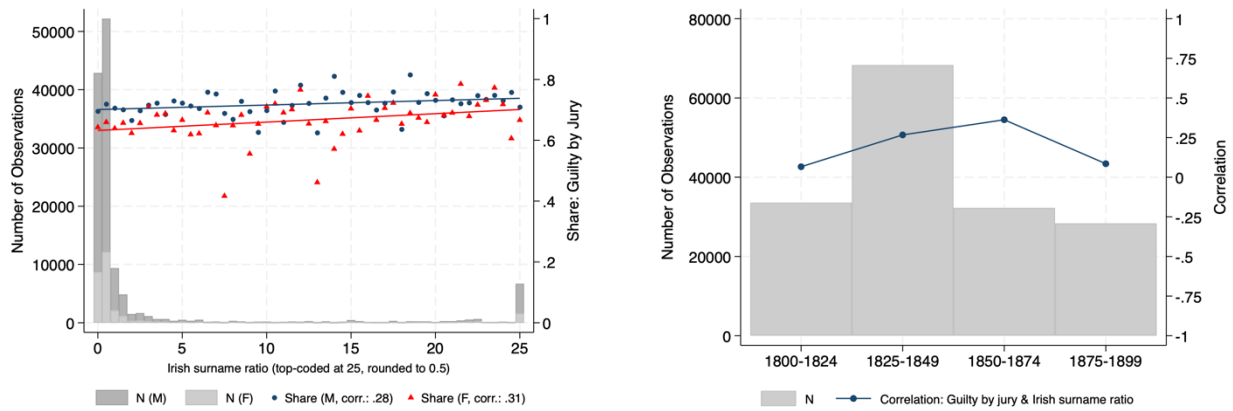 50000
40000
30000
20000
10000
0
Number of Observations
1
.8
.6
.4
.2
0
Share: Guilty by Jury
0 5 10 15 20 25
Irish surname ratio (top-coded at 25, rounded to 0.5)
N (M) N (F) Share (M, corr.: .28) Share (F, corr.: .31)
80000
60000
40000
20000
0
Number of Observations
1
.75
.5
.25
0
-.25
-.5
-.75
-1
Correlation
1800-1824 1825-1849 1850-1874 1875-1899
N Correlation: Guilty by jury & Irish surname ratio